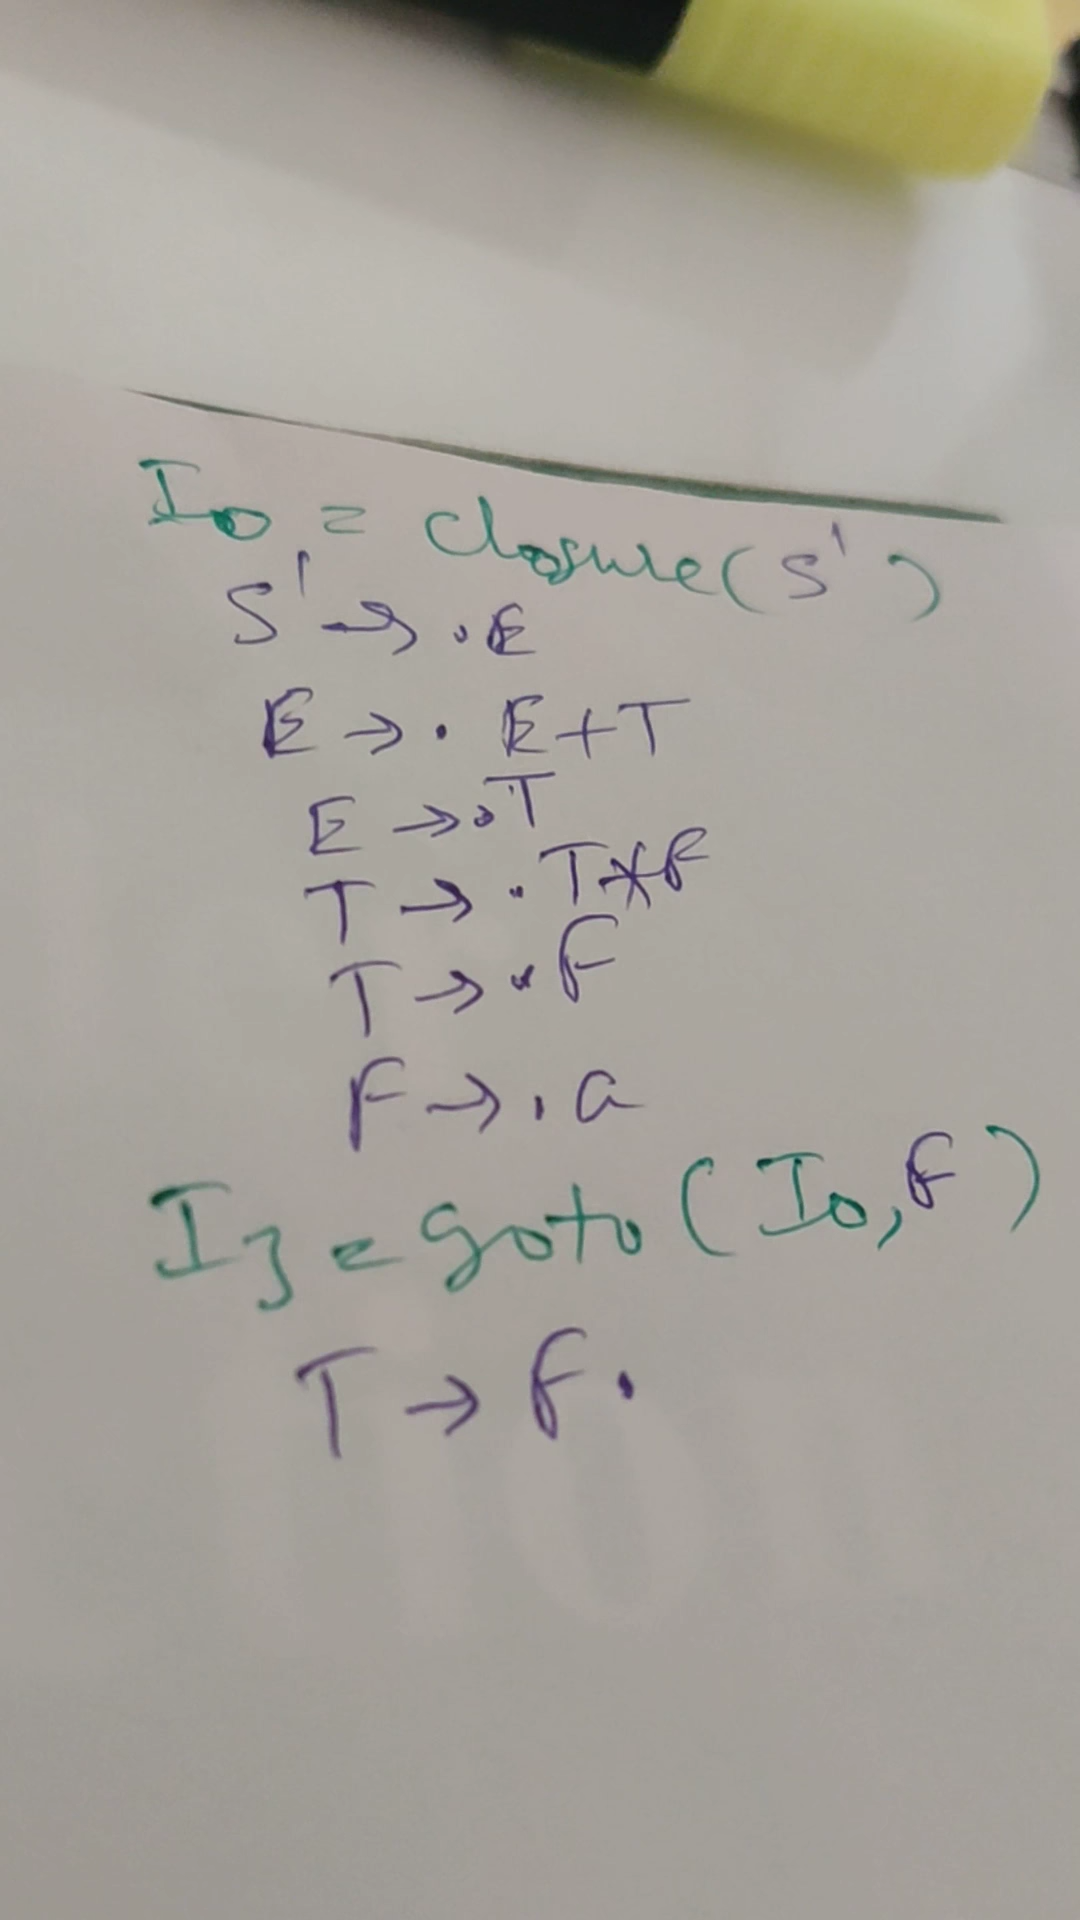 I0 = closure(S')
S' → .E
E → . E+T
E → .T
T → . T*F
T → .F
F → .a
I3 = goto (I0, F)
T → F.